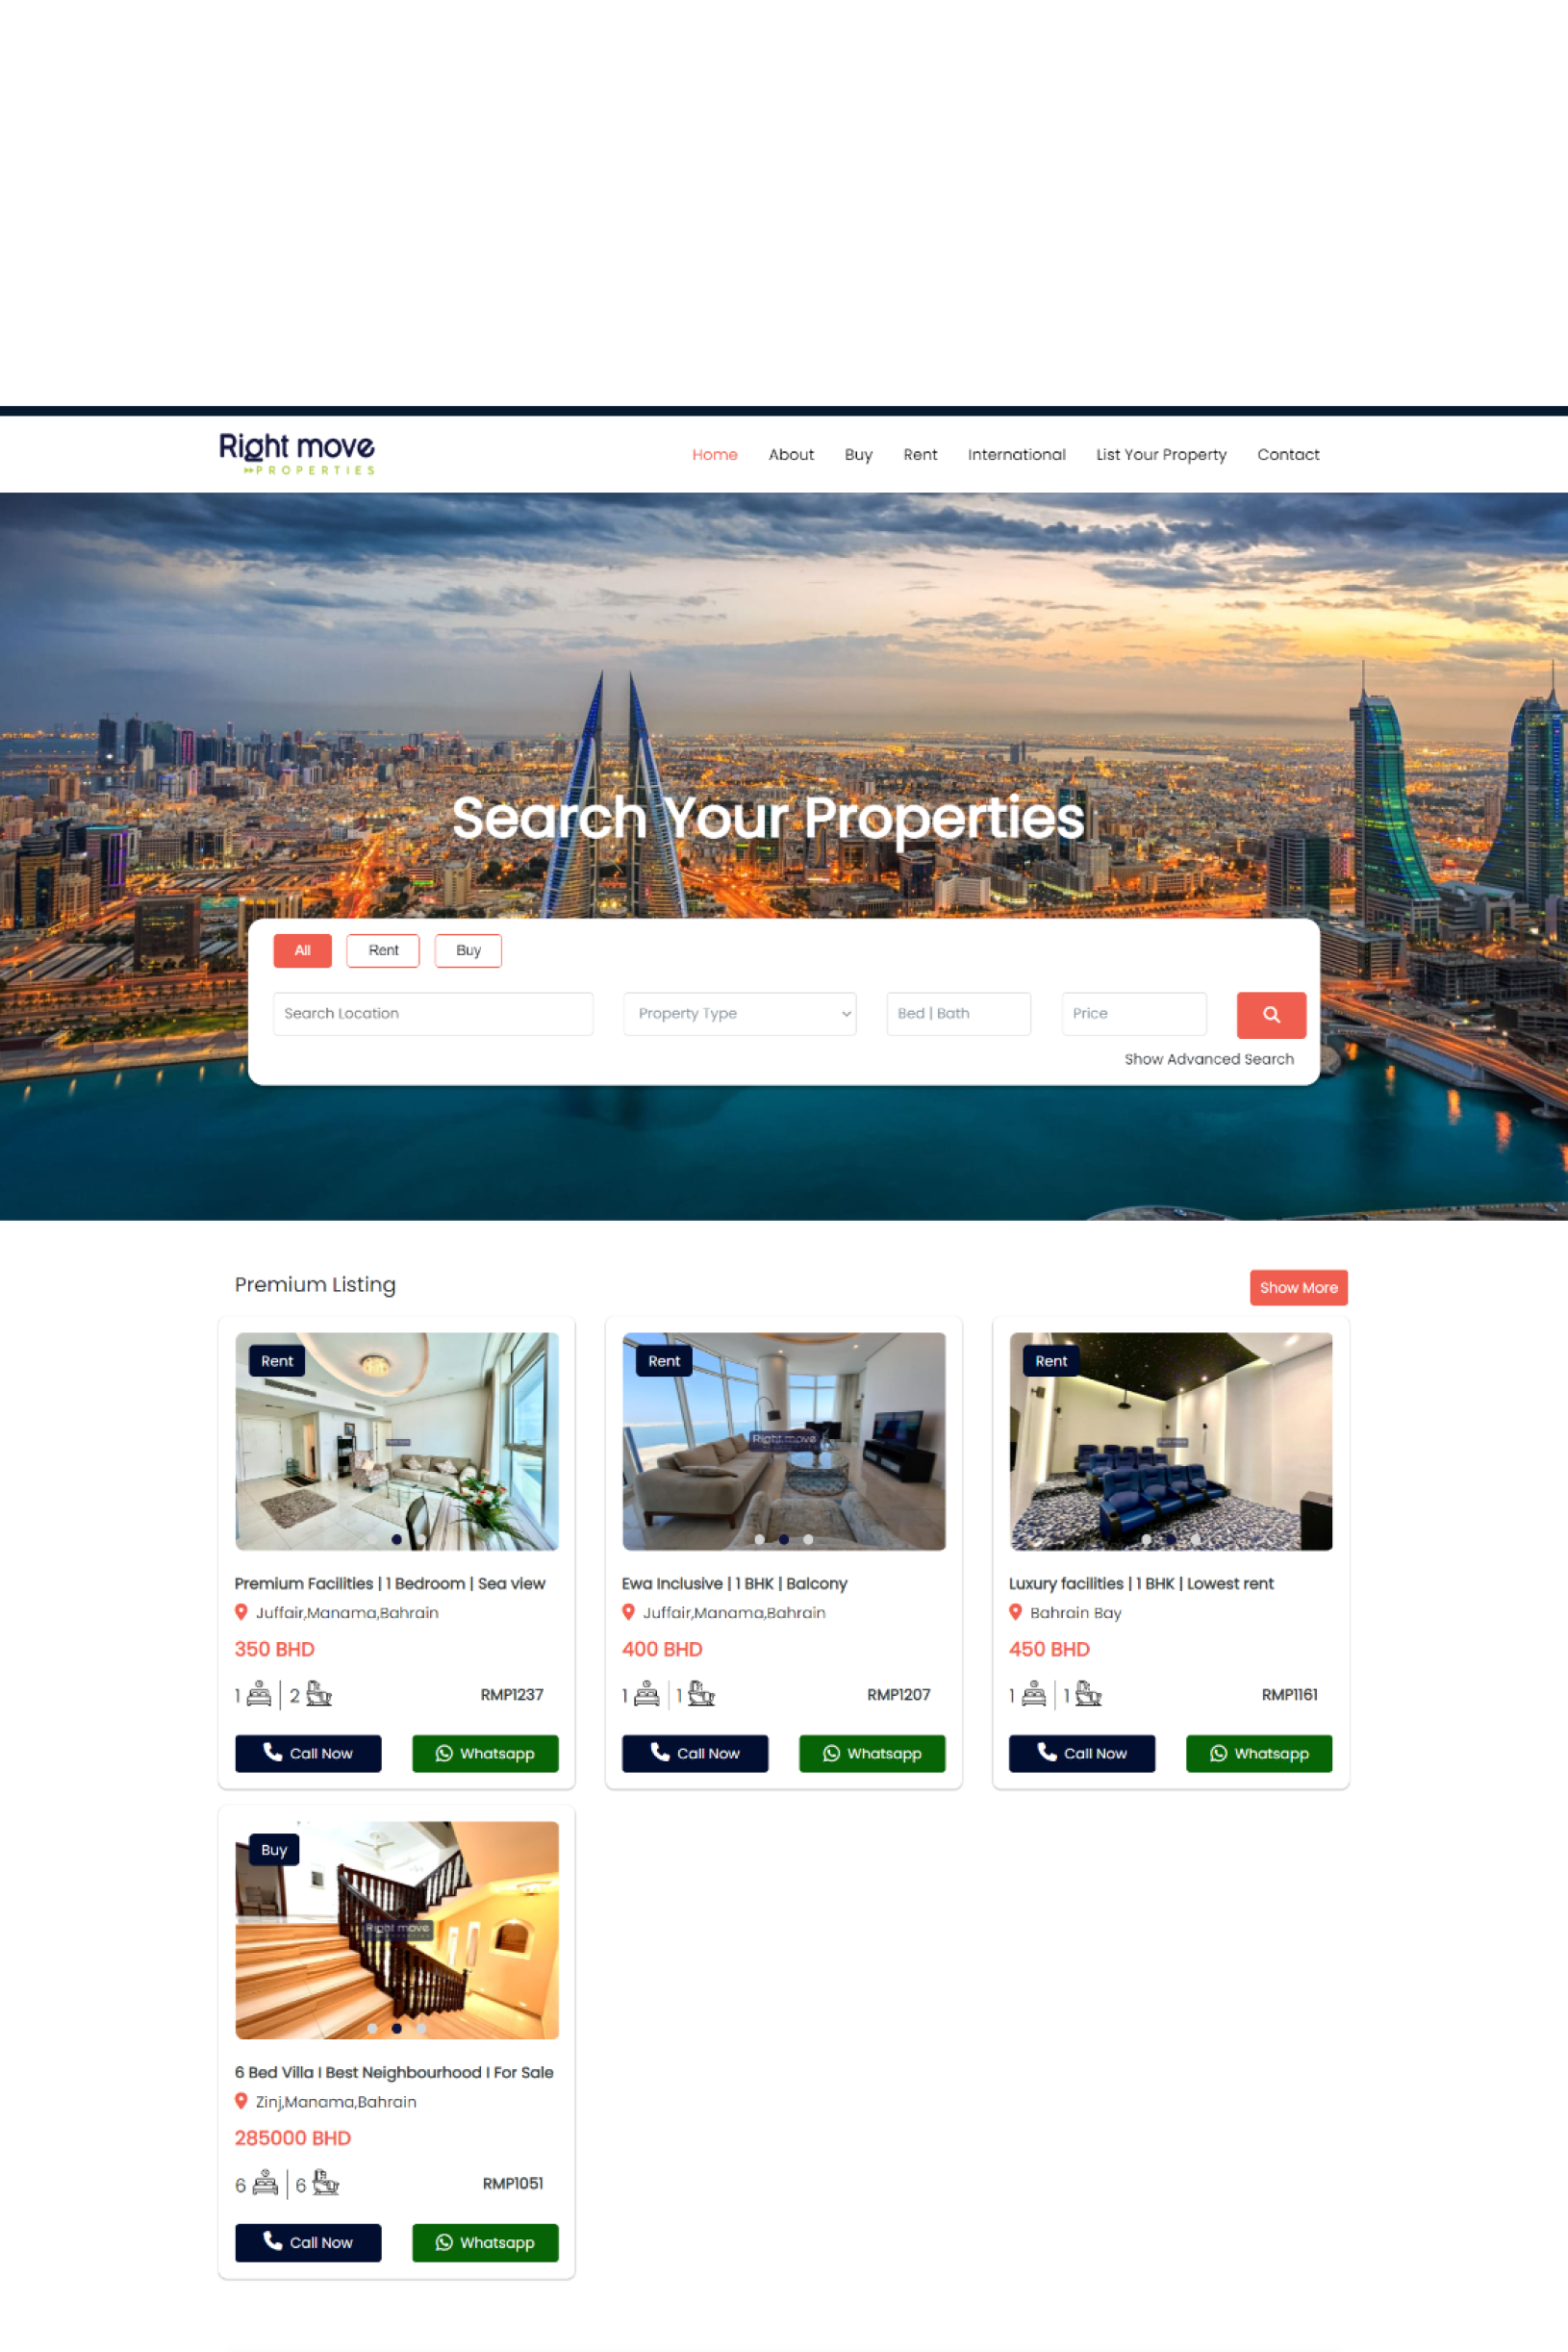 Right move
PROPERTIES
Home About Buy Rent International List Your Property Contact
Search Your Properties
All Rent Buy
Search Location Property Type Bed | Bath Price
Show Advanced Search
Premium Listing Show More
Rent Rent Rent
Right move
Right move
Right move
Premium Facilities | 1 Bedroom | Sea view Ewa Inclusive | 1 BHK | Balcony Luxury facilities | 1 BHK | Lowest rent
Juffair,Manama,Bahrain Juffair,Manama,Bahrain Bahrain Bay
350 BHD 400 BHD 450 BHD
1 | 2 RMP1237 1 | 1 RMP1207 1 | 1 RMP1161
Call Now Whatsapp Call Now Whatsapp Call Now Whatsapp
Buy
Right move
6 Bed Villa I Best Neighbourhood I For Sale
Zinj,Manama,Bahrain
285000 BHD
6 | 6 RMP1051
Call Now Whatsapp